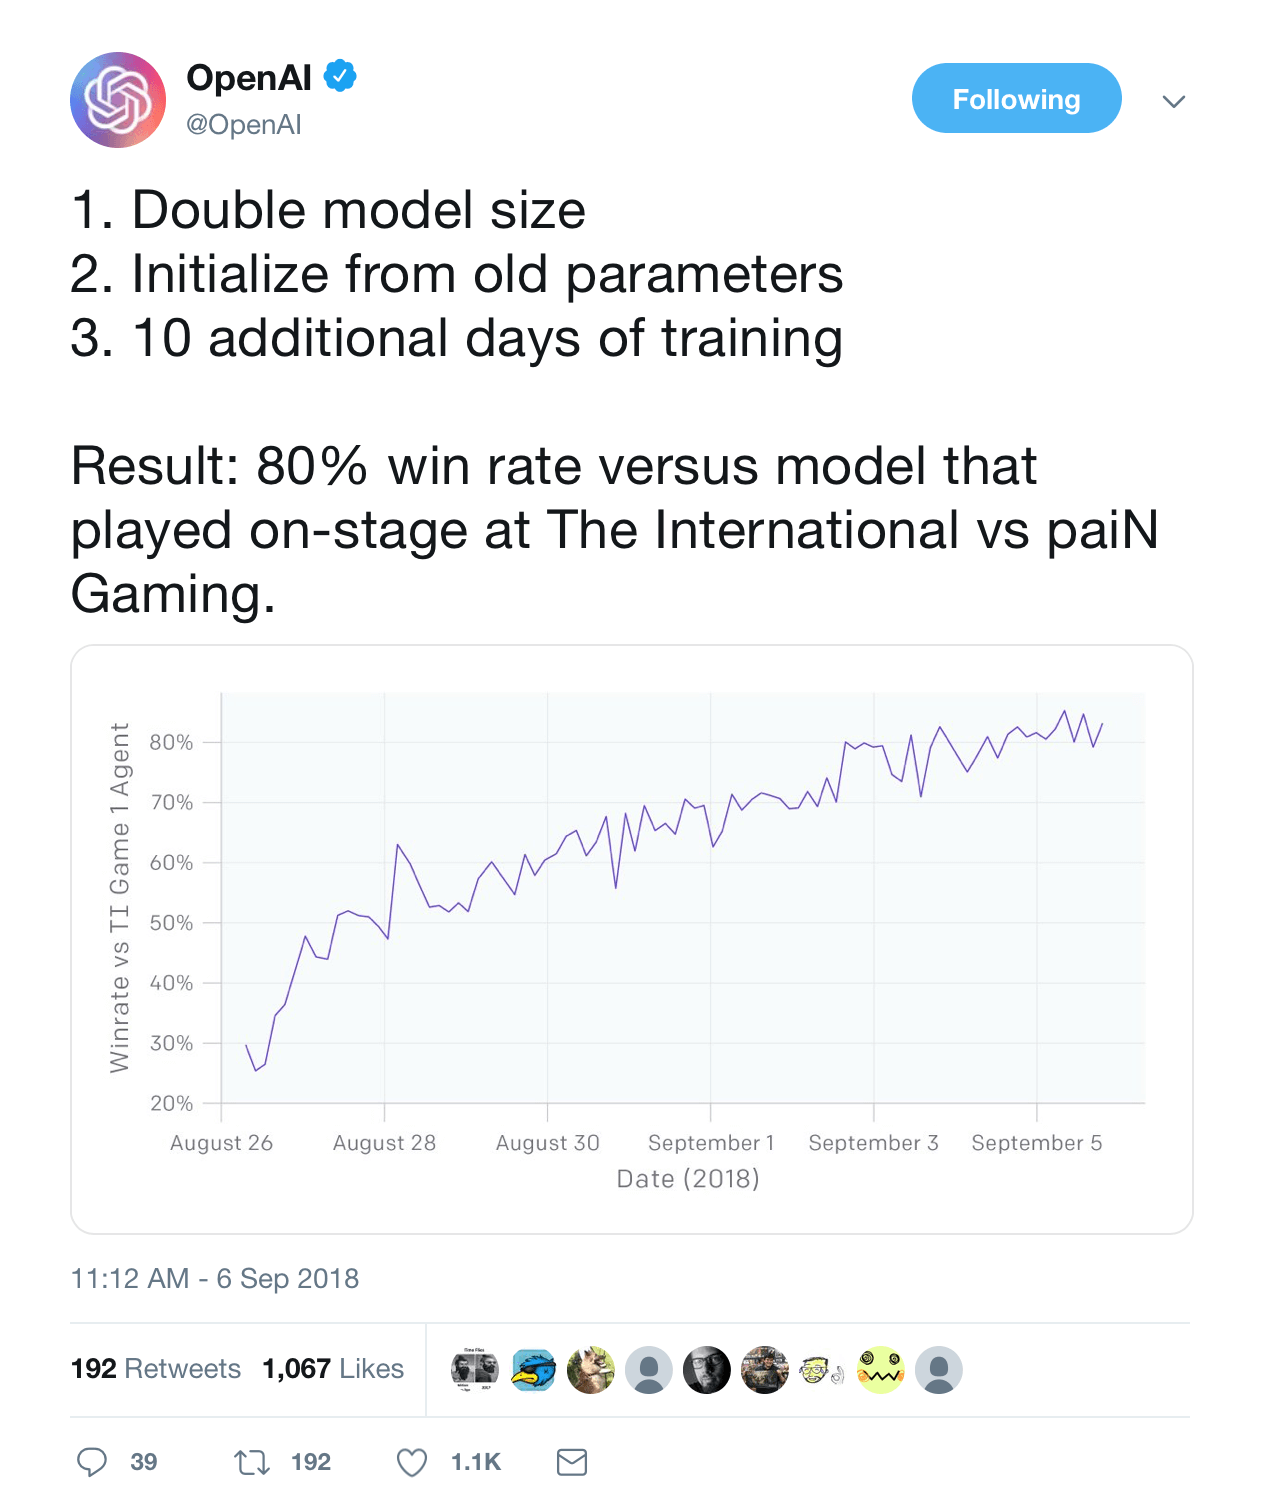 OpenAI
@OpenAI
Following
1. Double model size
2. Initialize from old parameters
3. 10 additional days of training
Result: 80% win rate versus model that
played on-stage at The International vs paiN
Gaming.
Winrate vs TI Game 1 Agent
80%
70%
60%
50%
40%
30%
20%
August 26
August 28
August 30
September 1
September 3
September 5
Date (2018)
11:12 AM - 6 Sep 2018
192 Retweets 1,067 Likes
39
192
1.1K